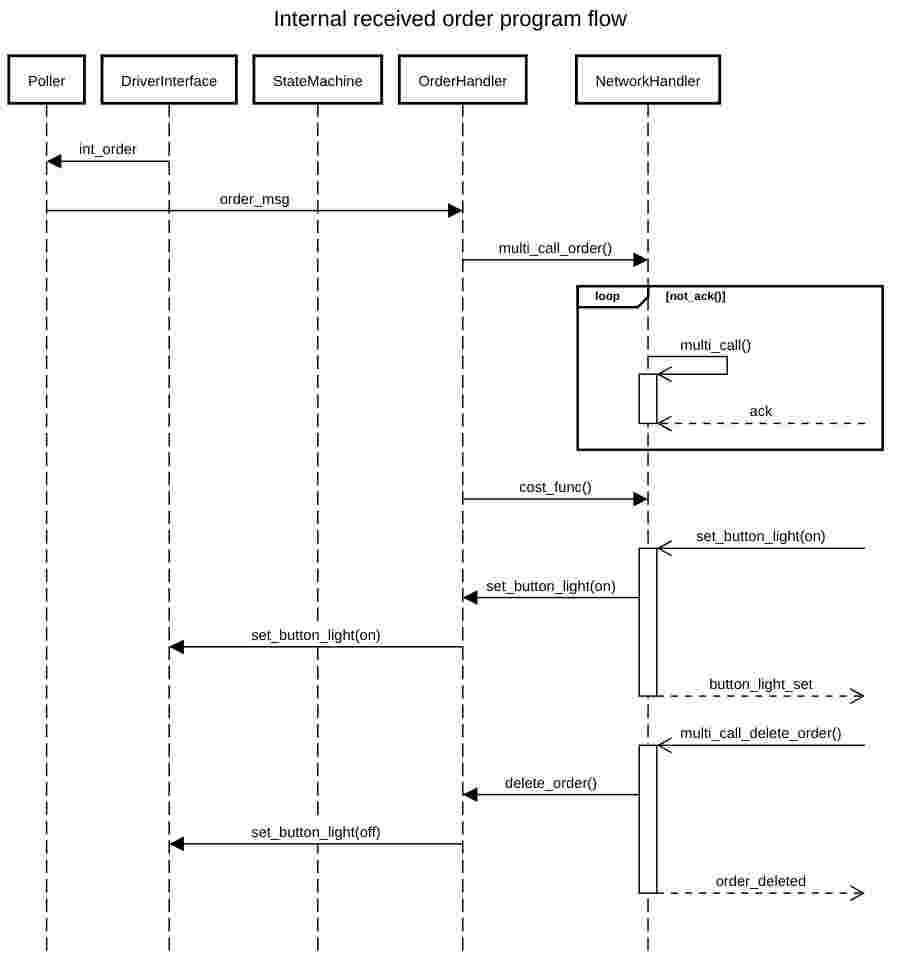 Internal received order program flow
Poller
DriverInterface
StateMachine
OrderHandler
NetworkHandler
int_order
order_msg
multi_call_order()
loop
[not_ack()]
multi_call()
ack
cost_func()
set_button_light(on)
set_button_light(on)
set_button_light(on)
button_light_set
multi_call_delete_order()
delete_order()
set_button_light(off)
order_deleted